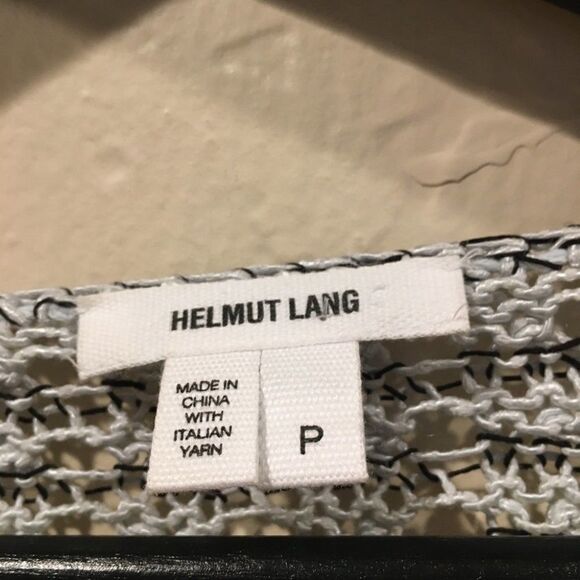 HELMUT LANG
MADE IN
CHINA
WITH
ITALIAN
YARN
P